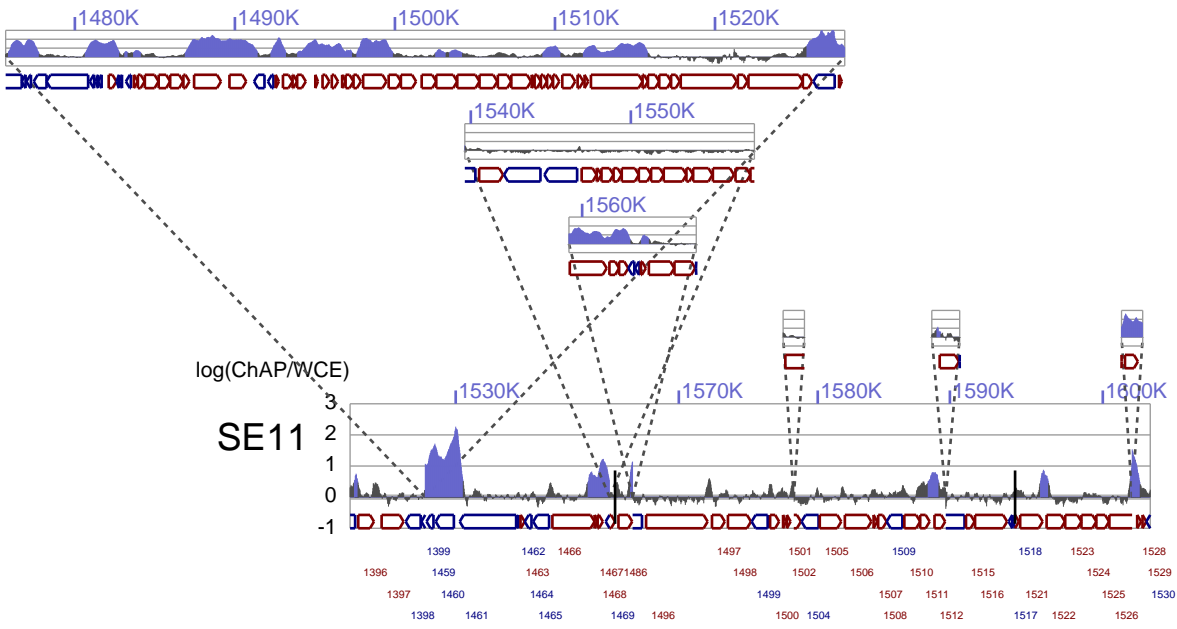 1480K 1490K 1500K 1510K 1520K
1540K 1550K
1560K
log(ChAP/WCE)
1530K 1570K 1580K 1590K 1600K
SE11
3
2
1
0
-1
1399 1462 1466 1497 1501 1505 1509 1518 1523 1528
1396 1459 1463 1467 1486 1498 1502 1506 1510 1515 1521 1524 1529
1397 1460 1464 1468 1499 1507 1511 1516 1525 1530
1398 1461 1465 1469 1496 1500 1504 1508 1512 1517 1522 1526